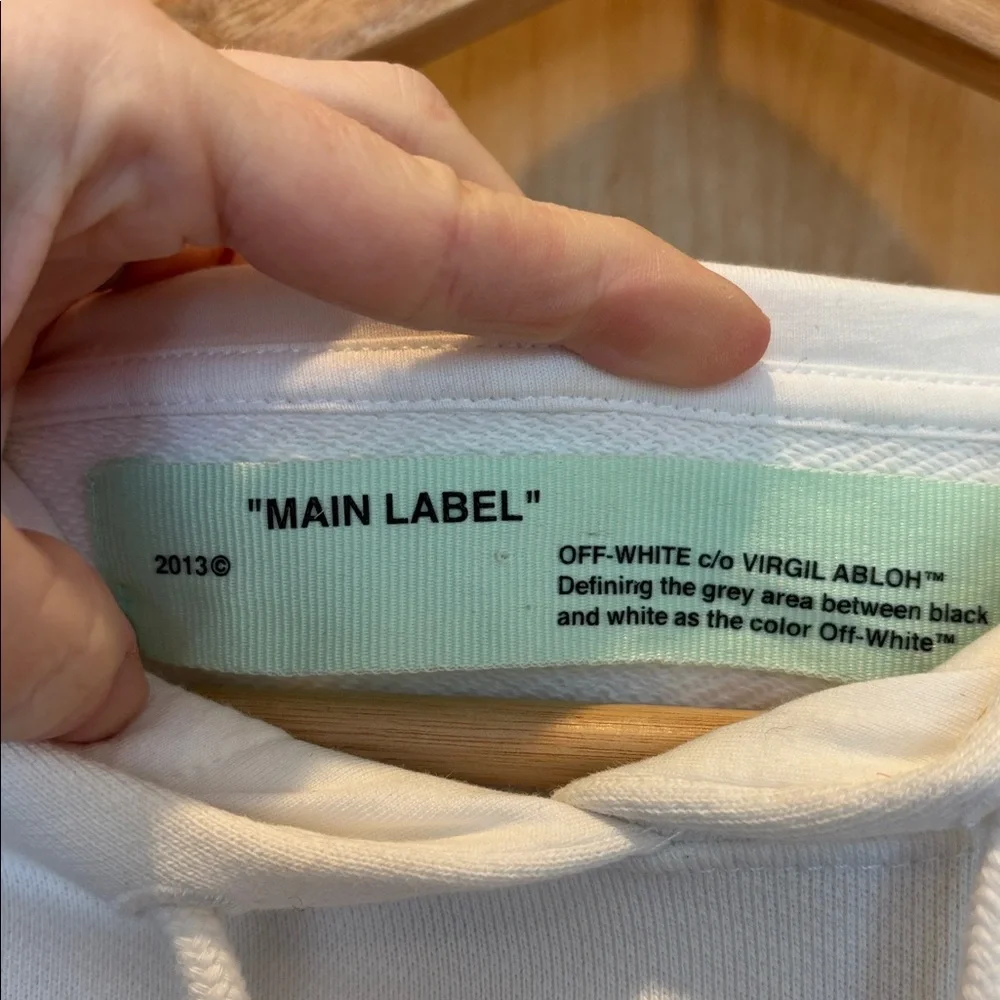 "MAIN LABEL"
2013©
OFF-WHITE c/o VIRGIL ABLOH™
Defining the grey area between black
and white as the color Off-White™